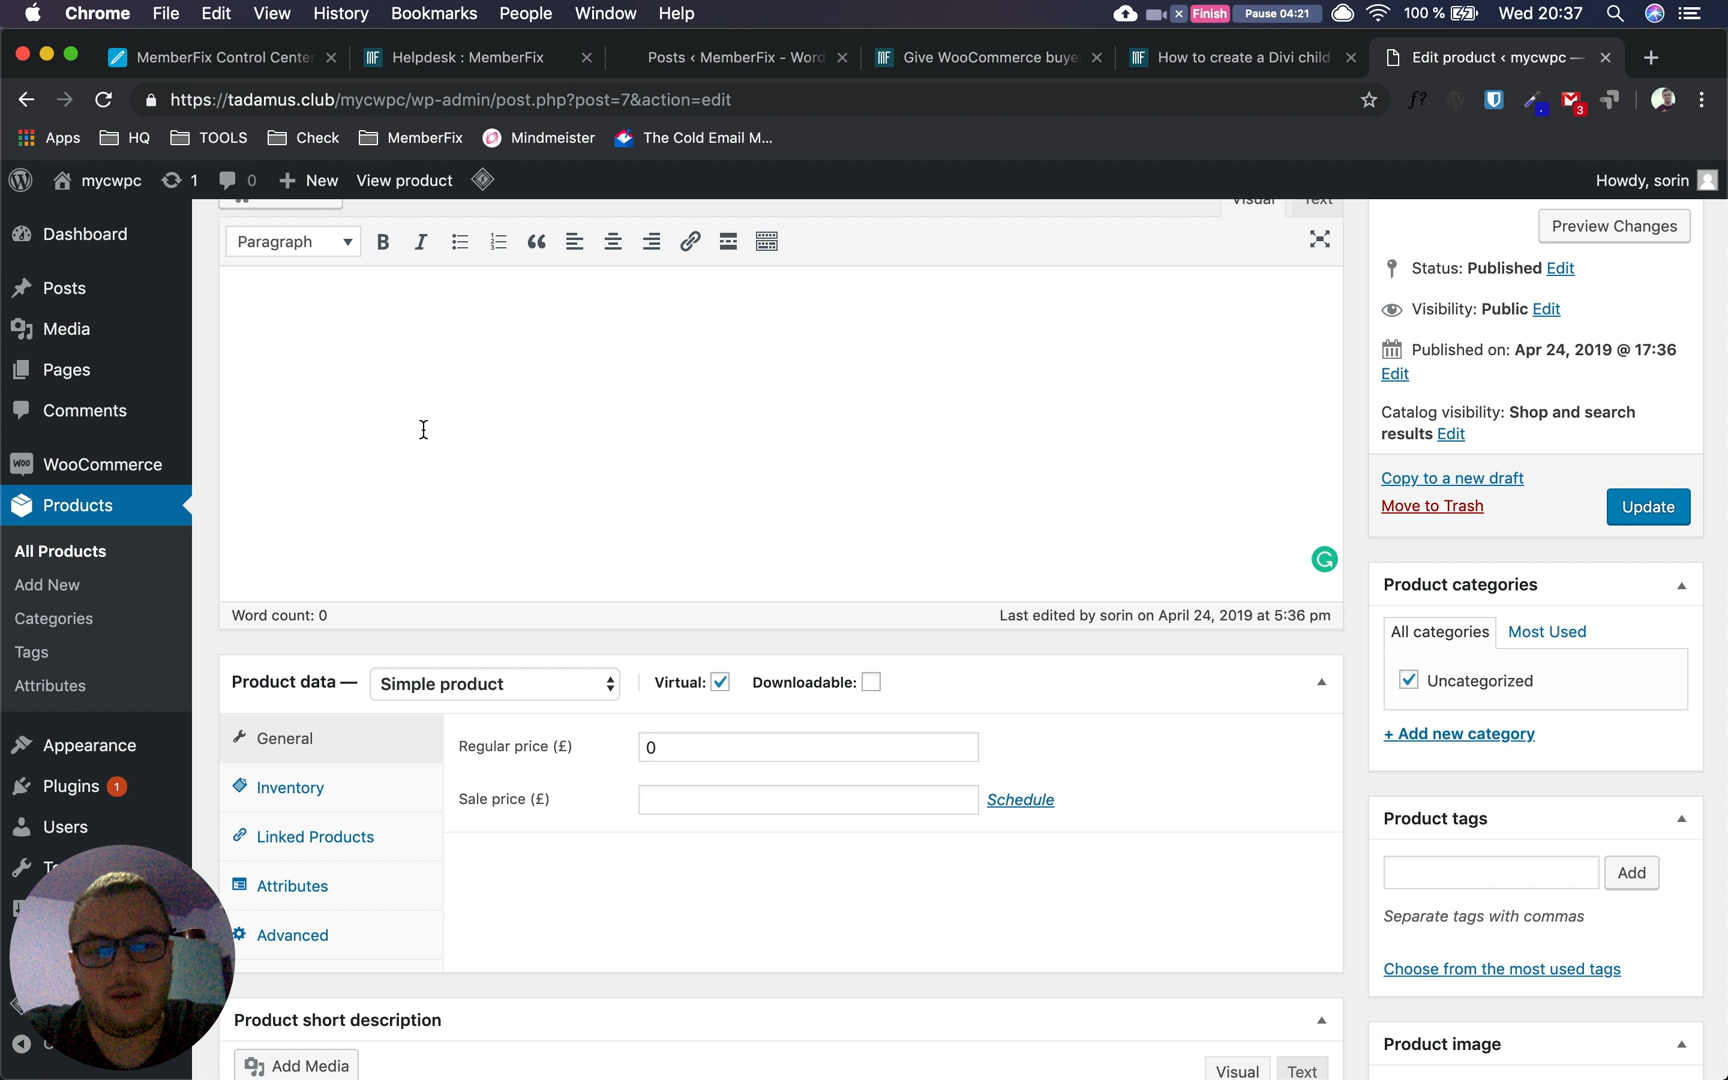 Chrome File Edit View History Bookmarks People Window Help
Finish Pause 04:21 100 % Wed 20:37
MemberFix Control Center
Helpdesk : MemberFix
Posts ‹ MemberFix - Word
Give WooCommerce buye
How to create a Divi child
Edit product ‹ mycwpc —
https://tadamus.club/mycwpc/wp-admin/post.php?post=7&action=edit
f? 3
Apps HQ TOOLS Check MemberFix Mindmeister The Cold Email M...
mycwpc 1 0 New View product Howdy, sorin
Dashboard
Posts
Media
Pages
Comments
WooCommerce
Products
All Products
Add New
Categories
Tags
Attributes
Appearance
Plugins 1
Users
Visual Text
Paragraph B I
Word count: 0 Last edited by sorin on April 24, 2019 at 5:36 pm
Product data — Simple product Virtual: Downloadable:
General
Inventory
Linked Products
Attributes
Advanced
Regular price (£) 0
Sale price (£) Schedule
Product short description
Add Media Visual Text
Preview Changes
Status: Published Edit
Visibility: Public Edit
Published on: Apr 24, 2019 @ 17:36
Edit
Catalog visibility: Shop and search
results Edit
Copy to a new draft
Move to Trash Update
Product categories
All categories Most Used
Uncategorized
+ Add new category
Product tags
Add
Separate tags with commas
Choose from the most used tags
Product image